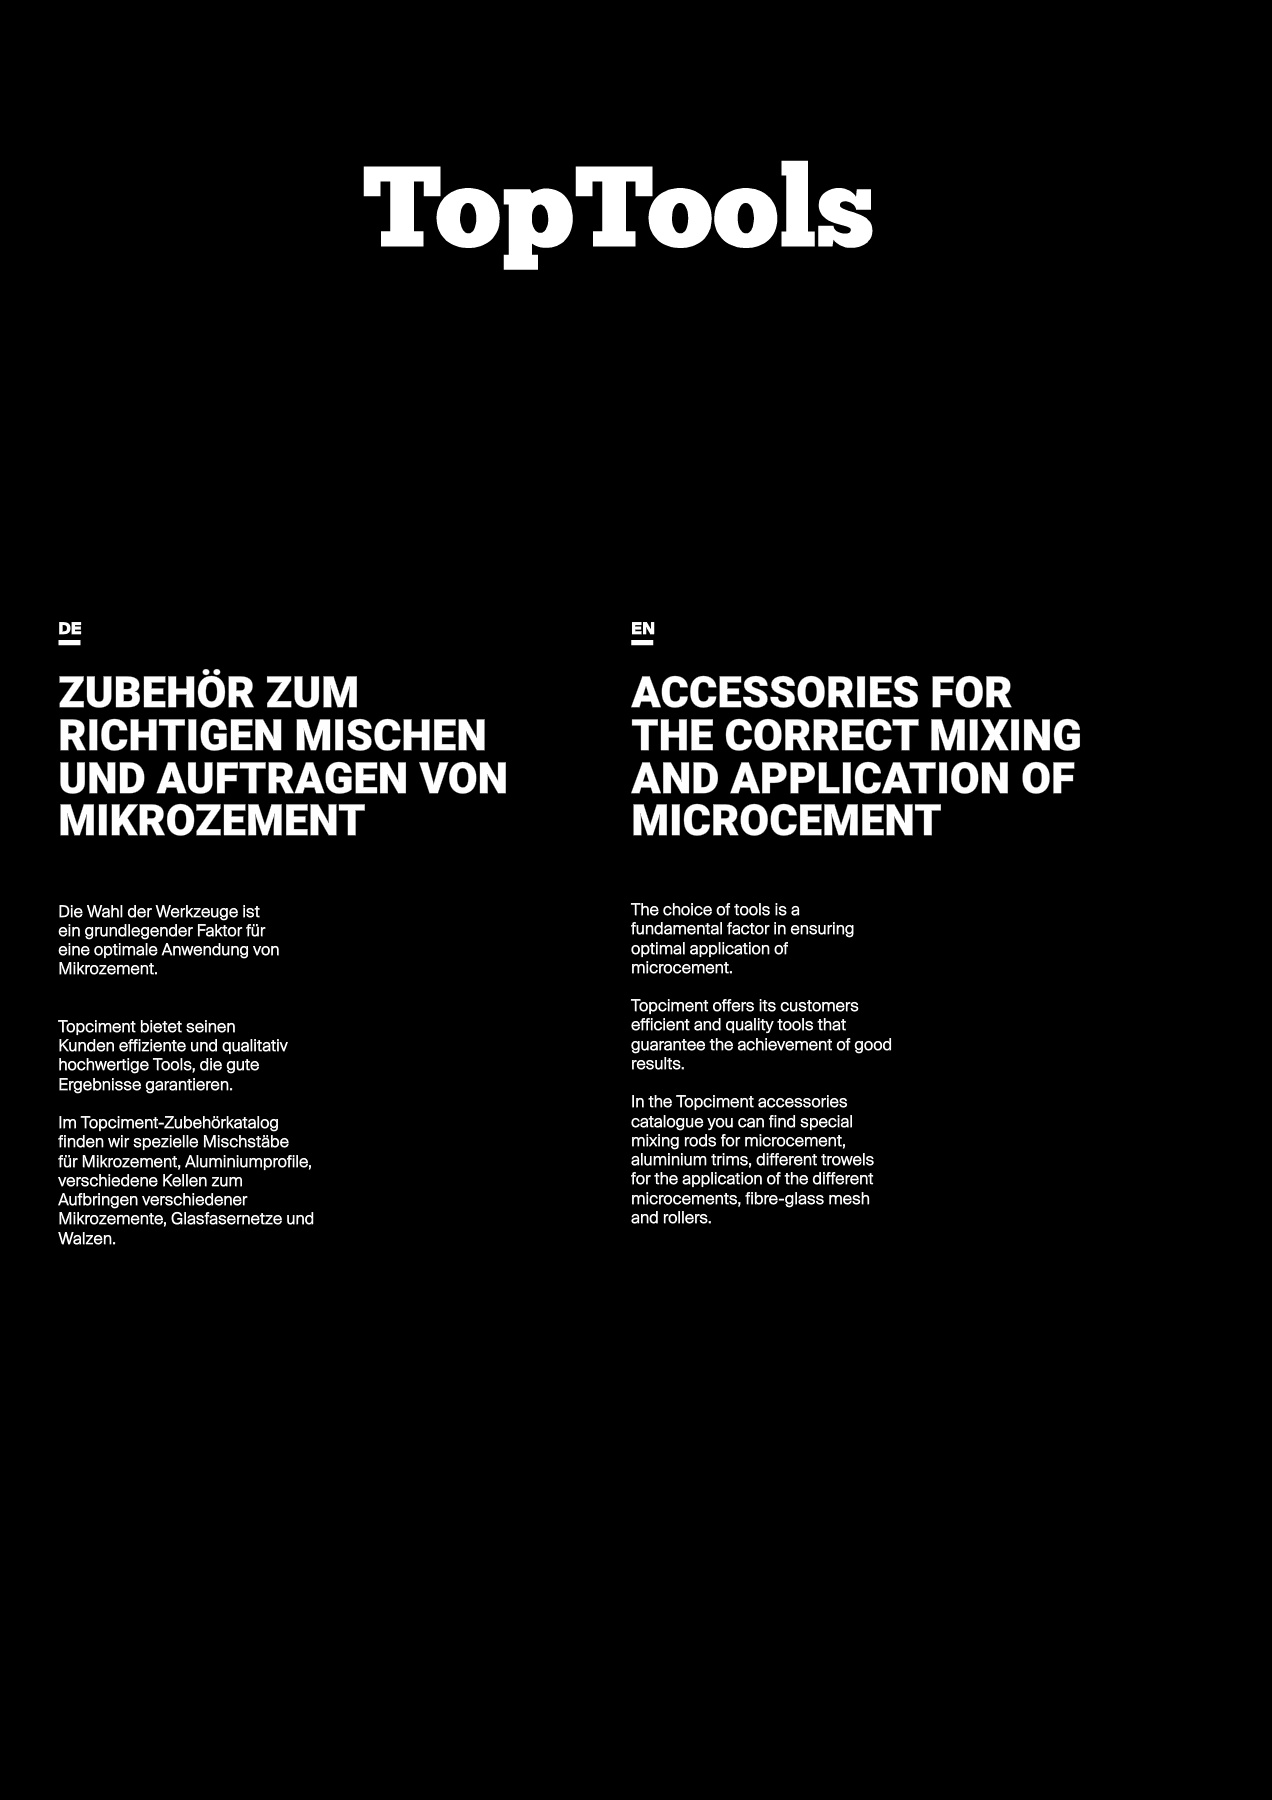 TopTools
DE
ZUBEHÖR ZUM
RICHTIGEN MISCHEN
UND AUFTRAGEN VON
MIKROZEMENT
Die Wahl der Werkzeuge ist
ein grundlegender Faktor für
eine optimale Anwendung von
Mikrozement.
Topciment bietet seinen
Kunden effiziente und qualitativ
hochwertige Tools, die gute
Ergebnisse garantieren.
Im Topciment-Zubehörkatalog
finden wir spezielle Mischstäbe
für Mikrozement, Aluminiumprofile,
verschiedene Kellen zum
Aufbringen verschiedener
Mikrozemente, Glasfasernetze und
Walzen.
EN
ACCESSORIES FOR
THE CORRECT MIXING
AND APPLICATION OF
MICROCEMENT
The choice of tools is a
fundamental factor in ensuring
optimal application of
microcement.
Topciment offers its customers
efficient and quality tools that
guarantee the achievement of good
results.
In the Topciment accessories
catalogue you can find special
mixing rods for microcement,
aluminium trims, different trowels
for the application of the different
microcements, fibre-glass mesh
and rollers.